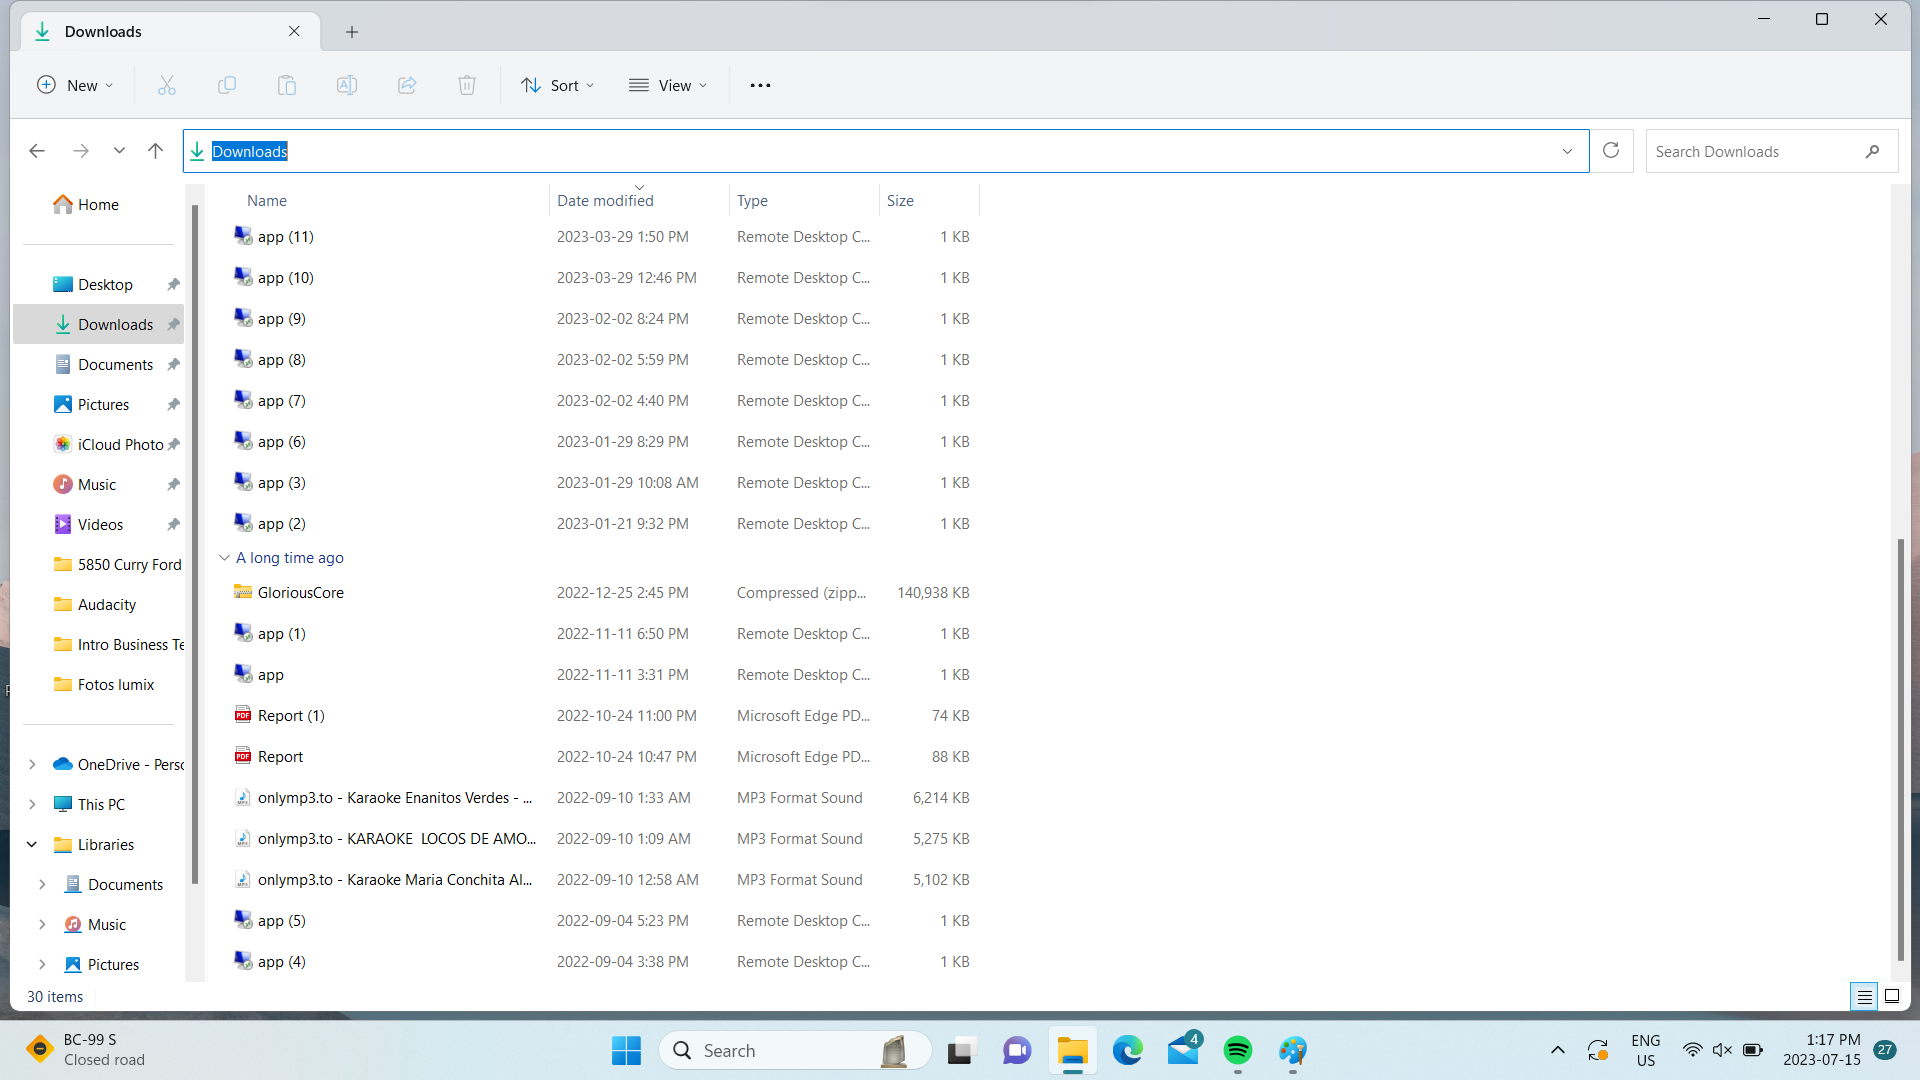 Downloads
New
Sort
View
Downloads
Search Downloads
Home
Desktop
Downloads
Documents
Pictures
iCloud Photo
Music
Videos
5850 Curry Ford
Audacity
Intro Business Te
Fotos lumix
OneDrive - Perso
This PC
Libraries
Documents
Music
Pictures
Name Date modified Type Size
app (11) 2023-03-29 1:50 PM Remote Desktop C... 1 KB
app (10) 2023-03-29 12:46 PM Remote Desktop C... 1 KB
app (9) 2023-02-02 8:24 PM Remote Desktop C... 1 KB
app (8) 2023-02-02 5:59 PM Remote Desktop C... 1 KB
app (7) 2023-02-02 4:40 PM Remote Desktop C... 1 KB
app (6) 2023-01-29 8:29 PM Remote Desktop C... 1 KB
app (3) 2023-01-29 10:08 AM Remote Desktop C... 1 KB
app (2) 2023-01-21 9:32 PM Remote Desktop C... 1 KB
A long time ago
GloriousCore 2022-12-25 2:45 PM Compressed (zipp... 140,938 KB
app (1) 2022-11-11 6:50 PM Remote Desktop C... 1 KB
app 2022-11-11 3:31 PM Remote Desktop C... 1 KB
Report (1) 2022-10-24 11:00 PM Microsoft Edge PD... 74 KB
Report 2022-10-24 10:47 PM Microsoft Edge PD... 88 KB
onlymp3.to - Karaoke Enanitos Verdes - ... 2022-09-10 1:33 AM MP3 Format Sound 6,214 KB
onlymp3.to - KARAOKE  LOCOS DE AMO... 2022-09-10 1:09 AM MP3 Format Sound 5,275 KB
onlymp3.to - Karaoke Maria Conchita Al... 2022-09-10 12:58 AM MP3 Format Sound 5,102 KB
app (5) 2022-09-04 5:23 PM Remote Desktop C... 1 KB
app (4) 2022-09-04 3:38 PM Remote Desktop C... 1 KB
30 items
BC-99 S
Closed road
Search
4
ENG
US
1:17 PM
2023-07-15
27